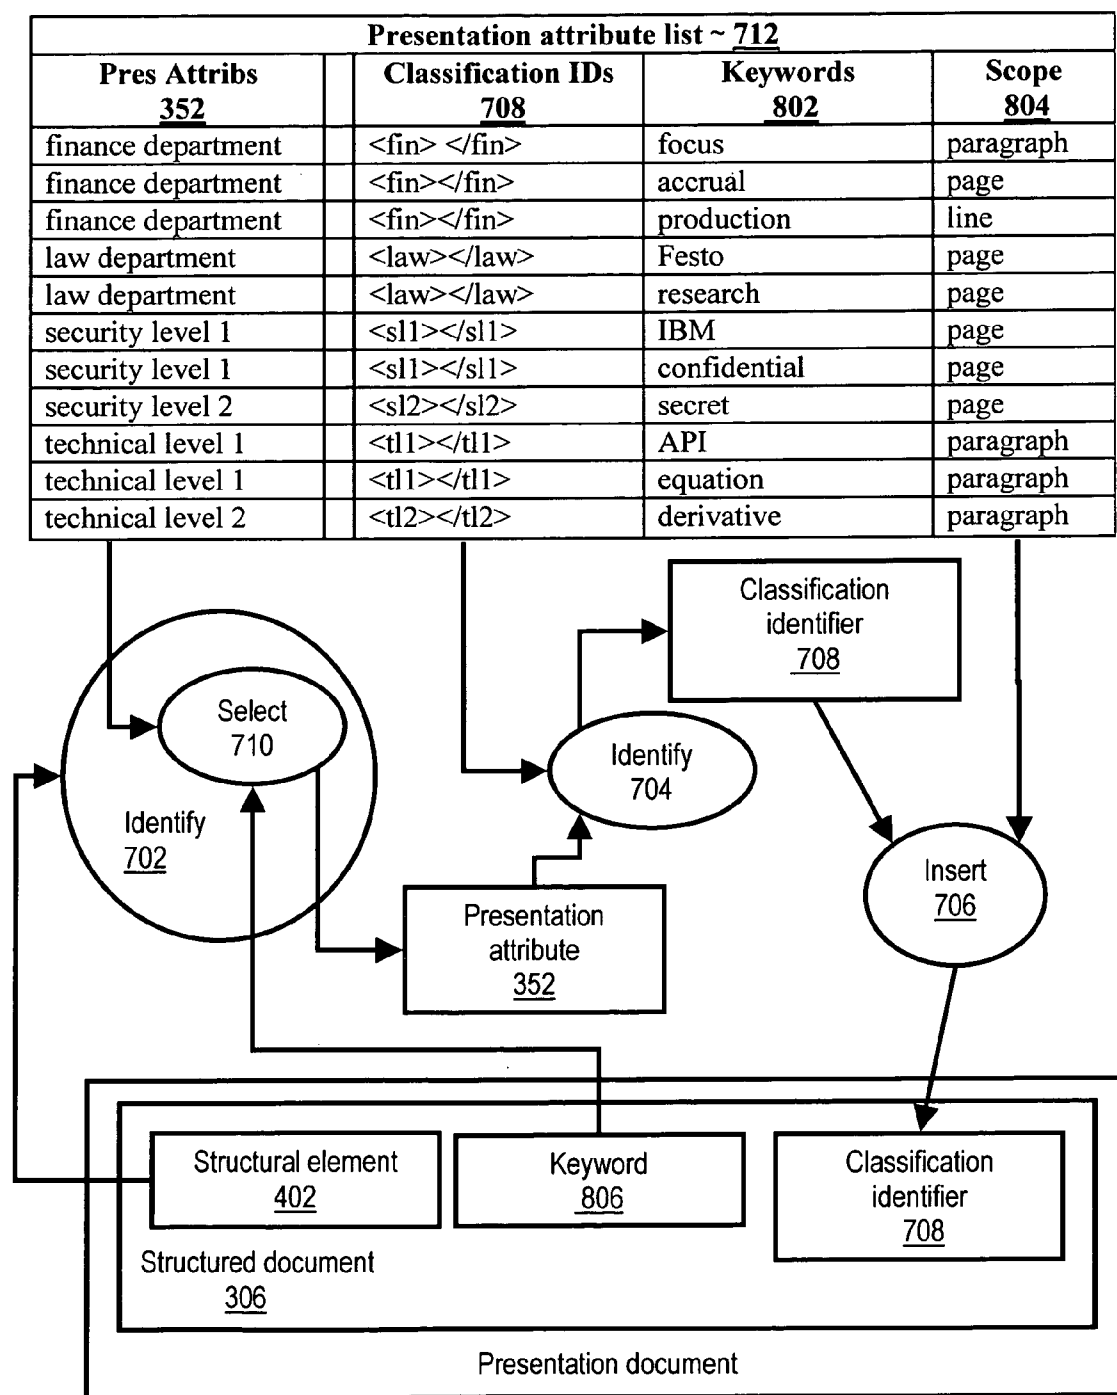 Presentation attribute list ~ 712
Pres Attribs Classification IDs Keywords Scope
352 708 802 804
finance department <fin> </fin> focus paragraph
finance department <fin></fin> accrual page
finance department <fin></fin> production line
law department <law></law> Festo page
law department <law></law> research page
security level 1 <sl1></sl1> IBM page
security level 1 <sl1></sl1> confidential page
security level 2 <sl2></sl2> secret page
technical level 1 <tl1></tl1> API paragraph
technical level 1 <tl1></tl1> equation paragraph
technical level 2 <tl2></tl2> derivative paragraph
Classification
identifier
708
Select
710
Identify
704
Identify
702
Insert
706
Presentation
attribute
352
Structural element
402
Keyword
806
Classification
identifier
708
Structured document
306
Presentation document